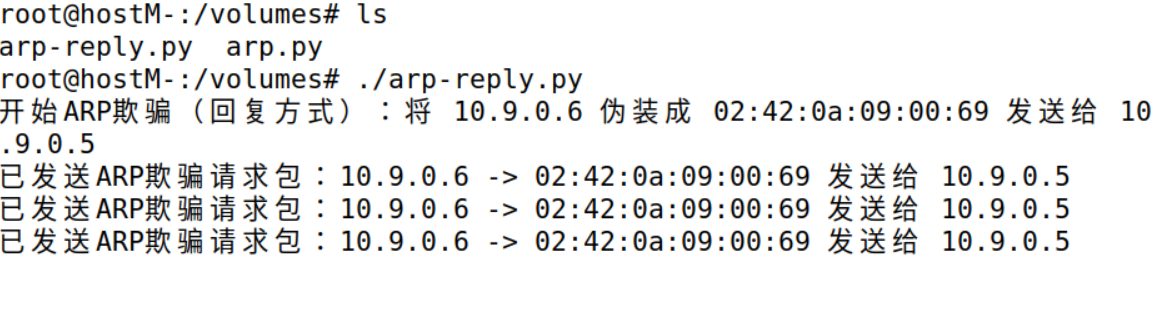 root@hostM-:/volumes# ls
arp-reply.py  arp.py
root@hostM-:/volumes# ./arp-reply.py
开始ARP欺骗（回复方式）：将 10.9.0.6 伪装成 02:42:0a:09:00:69 发送给 10
.9.0.5
已发送ARP欺骗请求包：10.9.0.6 -> 02:42:0a:09:00:69 发送给 10.9.0.5
已发送ARP欺骗请求包：10.9.0.6 -> 02:42:0a:09:00:69 发送给 10.9.0.5
已发送ARP欺骗请求包：10.9.0.6 -> 02:42:0a:09:00:69 发送给 10.9.0.5